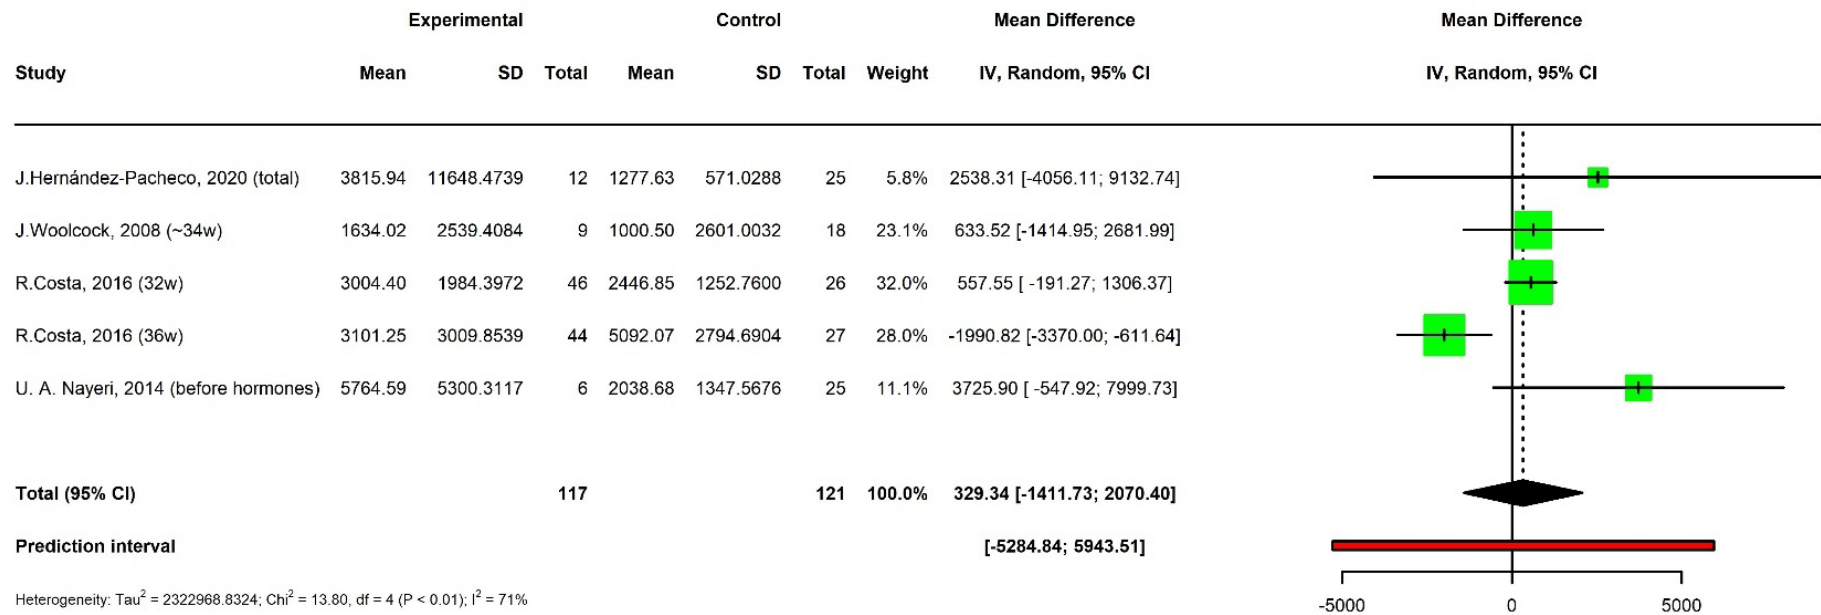 Experimental Control Mean Difference Mean Difference
Study Mean SD Total Mean SD Total Weight IV, Random, 95% CI IV, Random, 95% CI
J.Hernández-Pacheco, 2020 (total) 3815.94 11648.4739 12 1277.63 571.0288 25 5.8% 2538.31 [-4056.11; 9132.74]
J.Woolcock, 2008 (~34w) 1634.02 2539.4084 9 1000.50 2601.0032 18 23.1% 633.52 [-1414.95; 2681.99]
R.Costa, 2016 (32w) 3004.40 1984.3972 46 2446.85 1252.7600 26 32.0% 557.55 [ -191.27; 1306.37]
R.Costa, 2016 (36w) 3101.25 3009.8539 44 5092.07 2794.6904 27 28.0% -1990.82 [-3370.00; -611.64]
U. A. Nayeri, 2014 (before hormones) 5764.59 5300.3117 6 2038.68 1347.5676 25 11.1% 3725.90 [ -547.92; 7999.73]
Total (95% CI) 117 121 100.0% 329.34 [-1411.73; 2070.40]
Prediction interval [-5284.84; 5943.51]
Heterogeneity: Tau² = 2322968.8324; Chi² = 13.80, df = 4 (P < 0.01); I² = 71%
-5000 0 5000